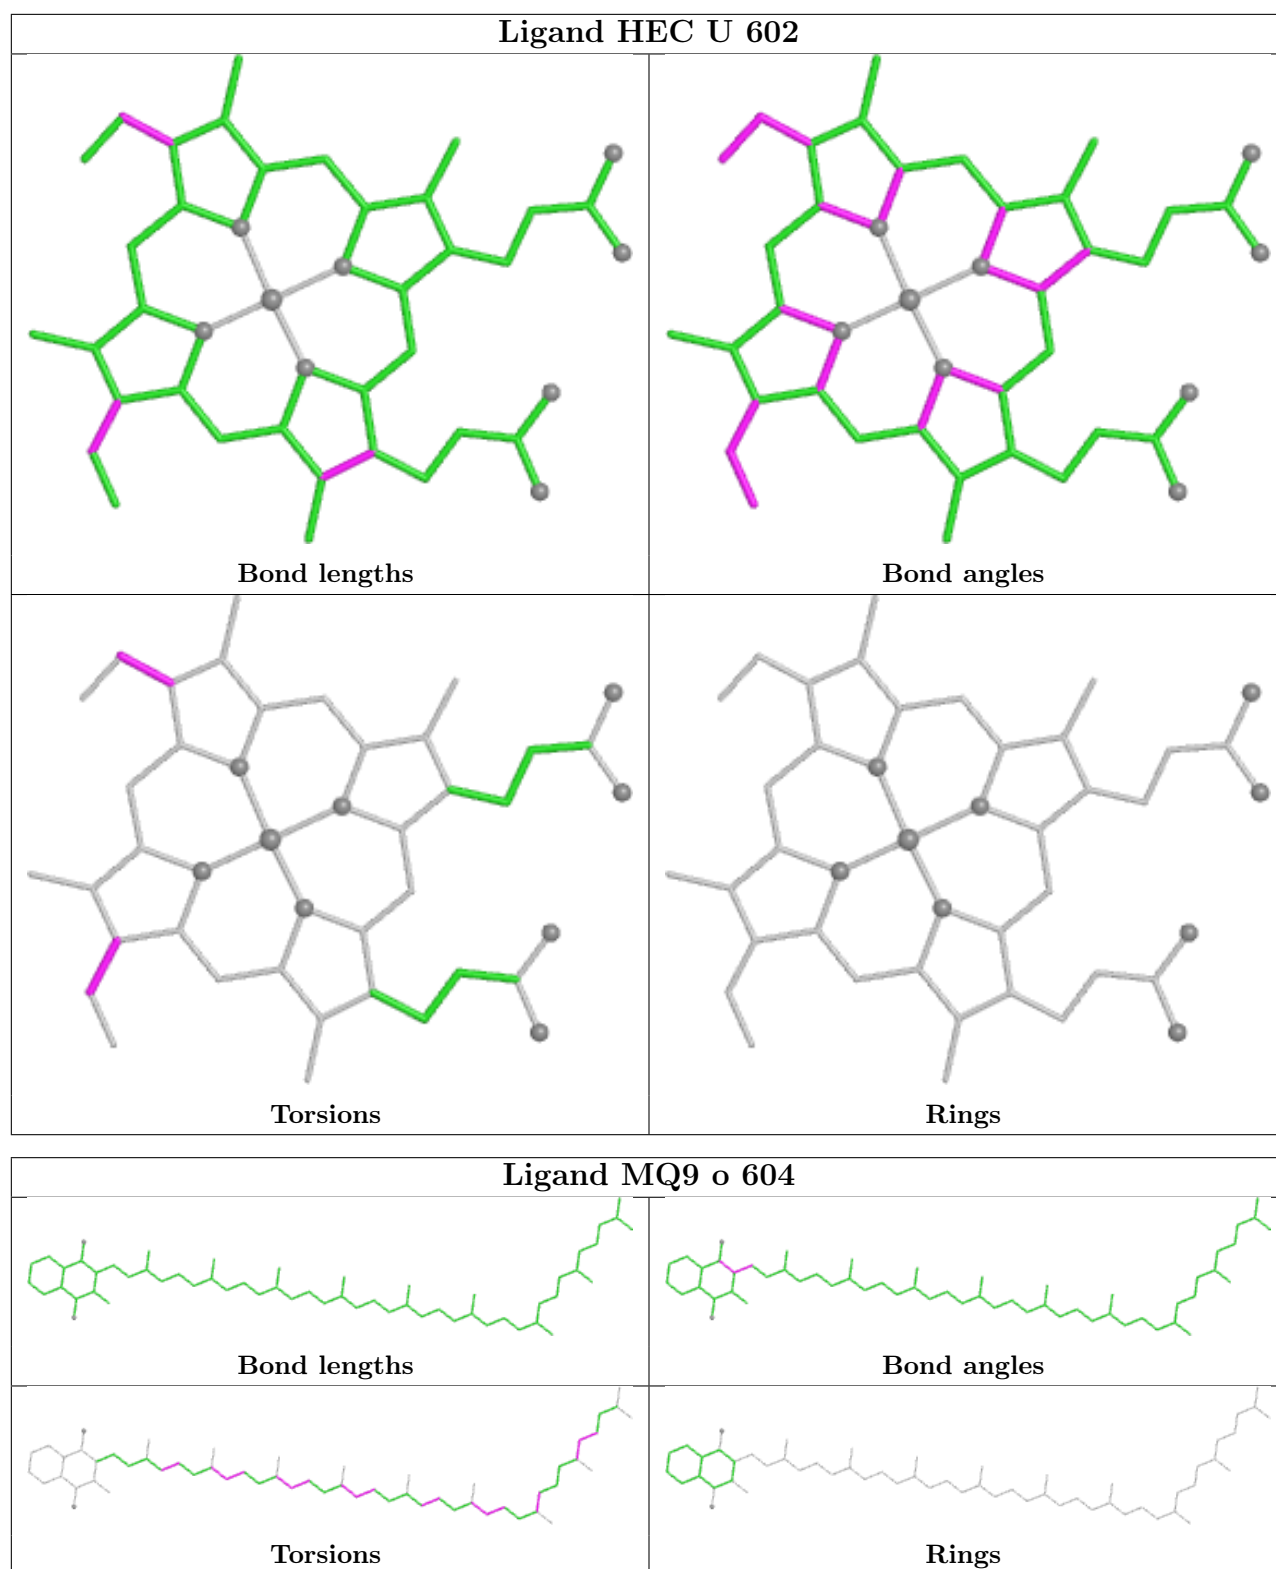 Ligand HEC U 602
Bond lengths
Bond angles
Torsions
Rings
Ligand MQ9 o 604
Bond lengths
Bond angles
Torsions
Rings